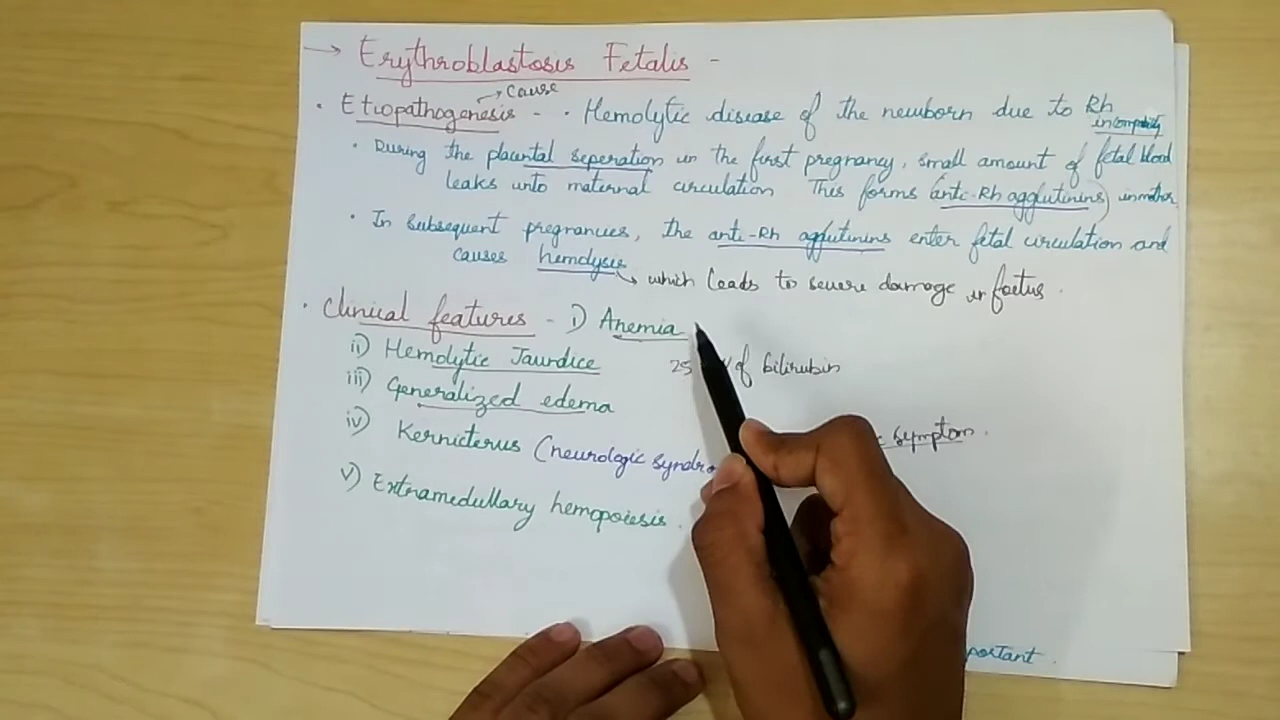 → Erythroblastosis Fetalis -
→ cause
• Etiopathogenesis - • Hemolytic disease of the newborn due to Rh
incompatibility
• During the placental seperation in the first pregnancy, small amount of fetal blood
leaks into maternal circulation This forms (anti-Rh agglutinins) in mother
• In subsequent pregnancies, the anti-Rh agglutinins enter fetal circulation and
causes hemolysis
→ which leads to severe damage in foetus.
• Clinical features - i) Anemia
ii) Hemolytic Jaundice
25 of bilirubin
iii) Generalized edema
iv) Kernicterus (neurologic syndro
symptom.
v) Extramedullary hemopoiesis.
portant.